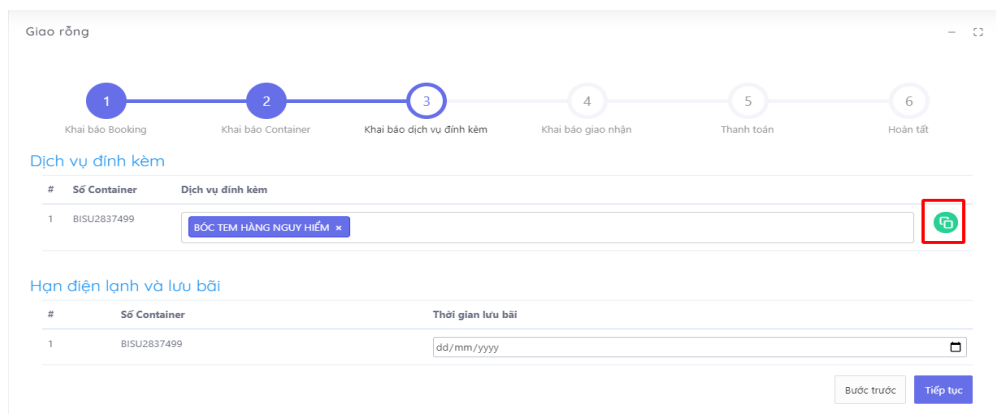 Giao rỗng
1 2 3 4 5 6
Khai báo Booking Khai báo Container Khai báo dịch vụ đính kèm Khai báo giao nhận Thanh toán Hoàn tất
Dịch vụ đính kèm
# Số Container Dịch vụ đính kèm
1 BISU2837499 BÓC TEM HÀNG NGUY HIỂM ×
Hạn điện lạnh và lưu bãi
# Số Container Thời gian lưu bãi
1 BISU2837499 dd/mm/yyyy
Bước trước Tiếp tục